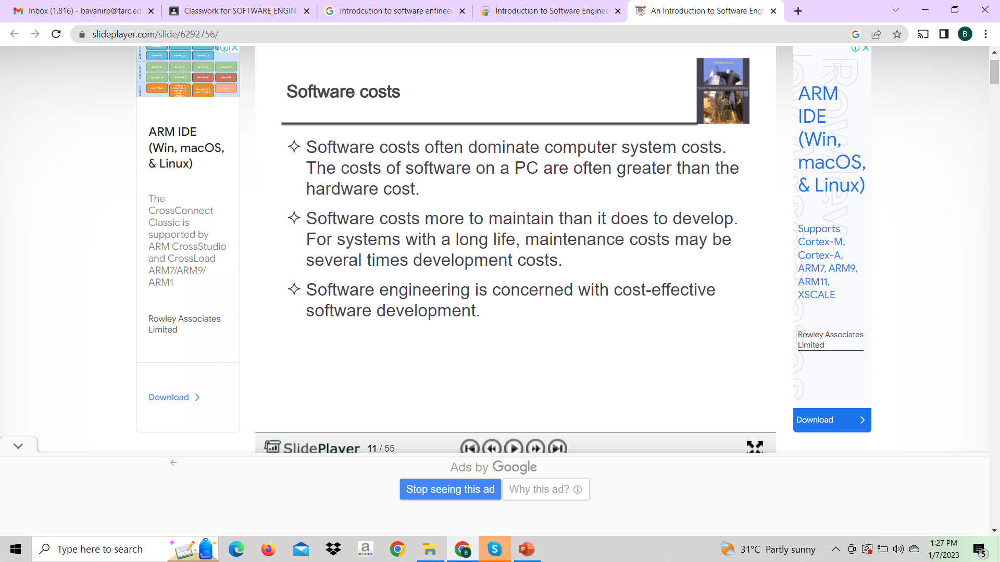 Inbox (1,816) - bavanirp@tarc.ed
Classwork for SOFTWARE ENGIN
introdcution to software enfineer
Introduction to Software Enginee
An Introduction to Software Engi
slideplayer.com/slide/6292756/
B
Advanced
Mature
ARM IDE
(Win, macOS,
& Linux)
The
CrossConnect
Classic is
supported by
ARM CrossStudio
and CrossLoad
ARM7/ARM9/
ARM1
Rowley Associates
Limited
Download
Software costs
SOFTWARE ENGINEERING
9
Software costs often dominate computer system costs.
The costs of software on a PC are often greater than the
hardware cost.
Software costs more to maintain than it does to develop.
For systems with a long life, maintenance costs may be
several times development costs.
Software engineering is concerned with cost-effective
software development.
SlidePlayer 11 / 55
ARM
IDE
(Win,
macOS,
& Linux)
Supports
Cortex-M,
Cortex-A,
ARM7, ARM9,
ARM11,
XSCALE
Rowley Associates
Limited
Download
Ads by Google
Stop seeing this ad
Why this ad?
Type here to search
31°C Partly sunny
1:27 PM
1/7/2023
5